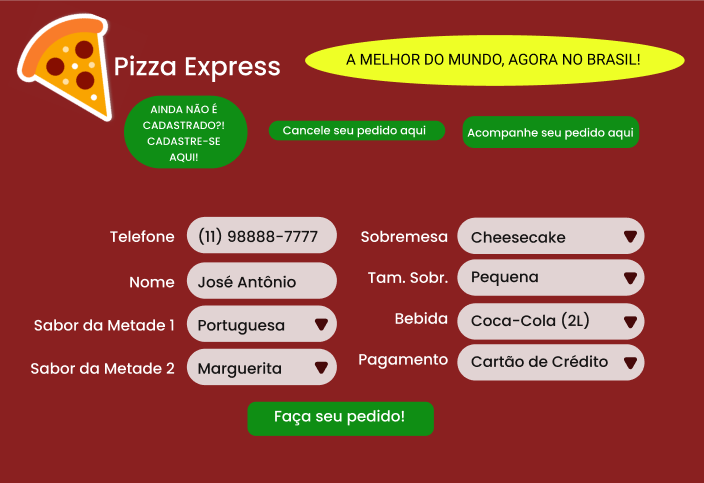 Pizza Express
A MELHOR DO MUNDO, AGORA NO BRASIL!
AINDA NÃO É
CADASTRADO?!
CADASTRE-SE
AQUI!
Cancele seu pedido aqui
Acompanhe seu pedido aqui
Telefone
(11) 98888-7777
Nome
José Antônio
Sabor da Metade 1
Portuguesa
Sabor da Metade 2
Marguerita
Sobremesa
Cheesecake
Tam. Sobr.
Pequena
Bebida
Coca-Cola (2L)
Pagamento
Cartão de Crédito
Faça seu pedido!